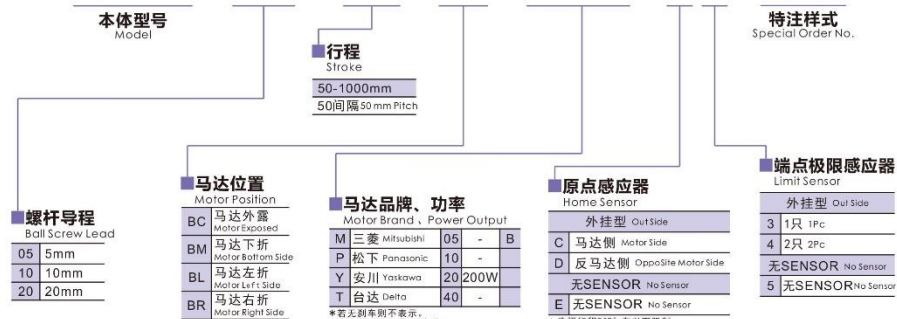 本体型号
Model
特注样式
Special Order No.
行程
Stroke
50-1000mm
50间隔 50 mm Pitch
螺杆导程
Ball Screw Lead
05 5mm
10 10mm
20 20mm
马达位置
Motor Position
BC 马达外露
Motor Exposed
BM 马达下折
Motor Bottom Side
BL 马达左折
Motor Left Side
BR 马达右折
Motor Right Side
马达品牌、功率
Motor Brand、Power Output
M 三菱 Mitsubishi 05 - B
P 松下 Panasonic 10 -
Y 安川 Yaskawa 20 200W
T 台达 Delta 40 -
*若无刹车则不表示。
原点感应器
Home Sensor
外挂型 Out Side
C 马达侧 Motor Side
D 反马达侧 OppoSite Motor Side
无SENSOR No Sensor
E 无SENSOR No Sensor
端点极限感应器
Limit Sensor
外挂型 Out Side
3 1只 1Pc
4 2只 2Pc
无SENSOR No Sensor
5 无SENSOR No Sensor